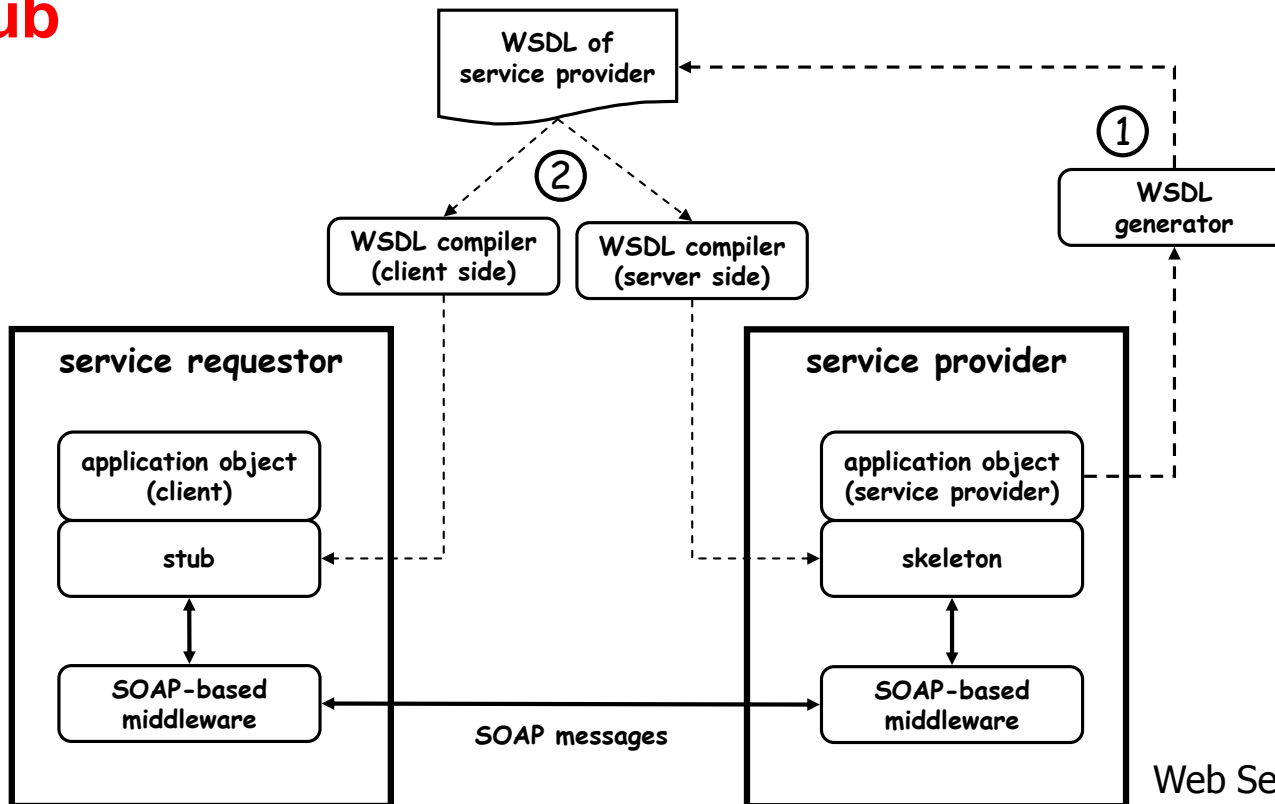 ub
WSDL of
service provider
1
2
WSDL
generator
WSDL compiler
(client side)
WSDL compiler
(server side)
service requestor
service provider
application object
(client)
application object
(service provider)
stub
skeleton
SOAP-based
middleware
SOAP-based
middleware
SOAP messages
Web Se